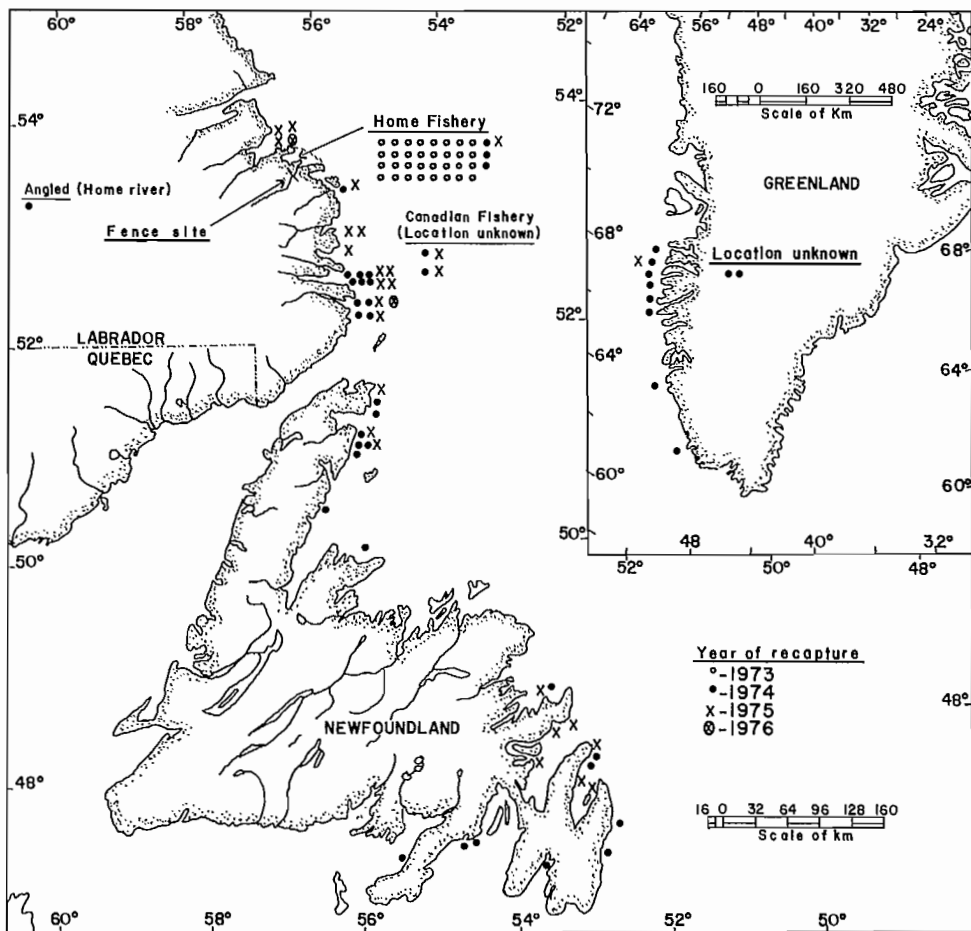 60° 58° 56° 54° 52°
64° 56° 48° 40° 32° 24°
54°
72°
160 0 160 320 480
Scale of Km
54°
Home Fishery
X
GREENLAND
Angled (Home river)
Fence site
Canadian Fishery
(Location unknown)
X
X
68°
68°
Location unknown
52°
LABRADOR
QUEBEC
52°
64°
64°
60°
60°
50°
50°
48 40° 32°
52° 50° 48°
Year of recapture
-1973
-1974
X-1975
-1976
48°
NEWFOUNDLAND
48°
16 0 32 64 96 128 160
Scale of km
60° 58° 56° 54° 52° 50°